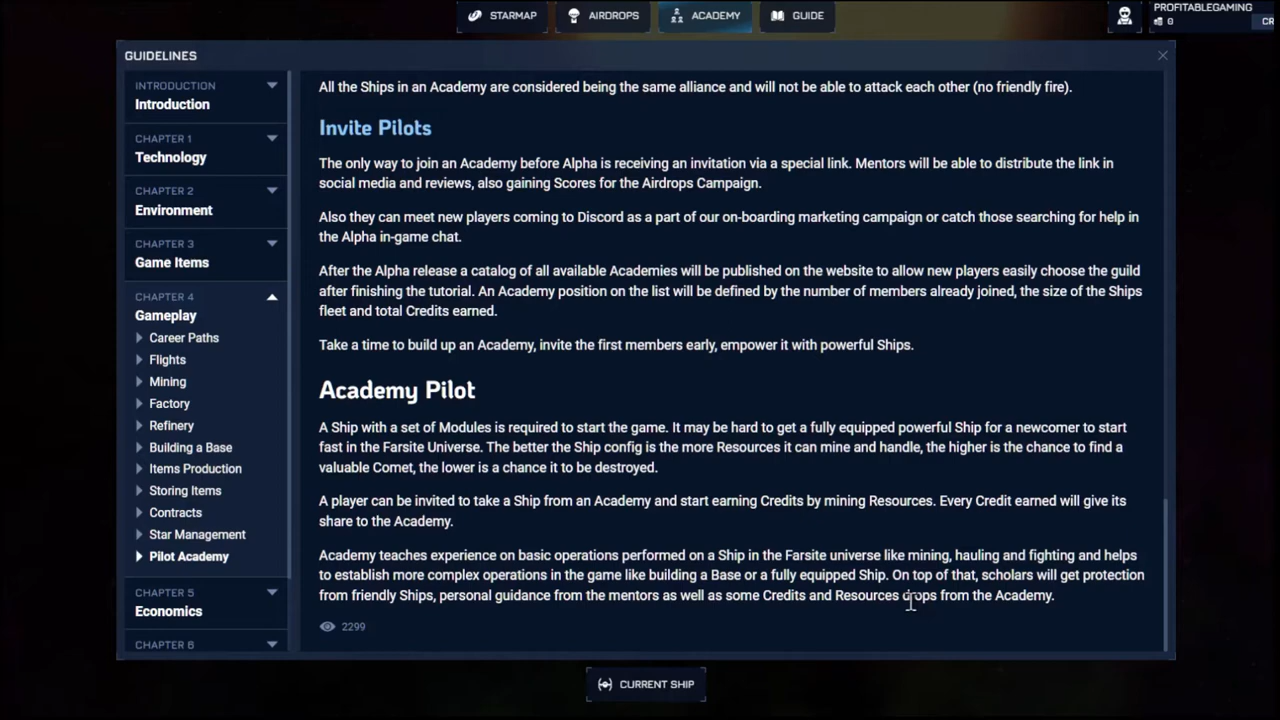 STARMAP
AIRDROPS
ACADEMY
GUIDE
PROFITABLEGAMING
0
CR
GUIDELINES
INTRODUCTION
Introduction
CHAPTER 1
Technology
CHAPTER 2
Environment
CHAPTER 3
Game Items
CHAPTER 4
Gameplay
Career Paths
Flights
Mining
Factory
Refinery
Building a Base
Items Production
Storing Items
Contracts
Star Management
Pilot Academy
CHAPTER 5
Economics
CHAPTER 6
All the Ships in an Academy are considered being the same alliance and will not be able to attack each other (no friendly fire).
Invite Pilots
The only way to join an Academy before Alpha is receiving an invitation via a special link. Mentors will be able to distribute the link in
social media and reviews, also gaining Scores for the Airdrops Campaign.
Also they can meet new players coming to Discord as a part of our on-boarding marketing campaign or catch those searching for help in
the Alpha in-game chat.
After the Alpha release a catalog of all available Academies will be published on the website to allow new players easily choose the guild
after finishing the tutorial. An Academy position on the list will be defined by the number of members already joined, the size of the Ships
fleet and total Credits earned.
Take a time to build up an Academy, invite the first members early, empower it with powerful Ships.
Academy Pilot
A Ship with a set of Modules is required to start the game. It may be hard to get a fully equipped powerful Ship for a newcomer to start
fast in the Farsite Universe. The better the Ship config is the more Resources it can mine and handle, the higher is the chance to find a
valuable Comet, the lower is a chance it to be destroyed.
A player can be invited to take a Ship from an Academy and start earning Credits by mining Resources. Every Credit earned will give its
share to the Academy.
Academy teaches experience on basic operations performed on a Ship in the Farsite universe like mining, hauling and fighting and helps
to establish more complex operations in the game like building a Base or a fully equipped Ship. On top of that, scholars will get protection
from friendly Ships, personal guidance from the mentors as well as some Credits and Resources drops from the Academy.
2299
CURRENT SHIP